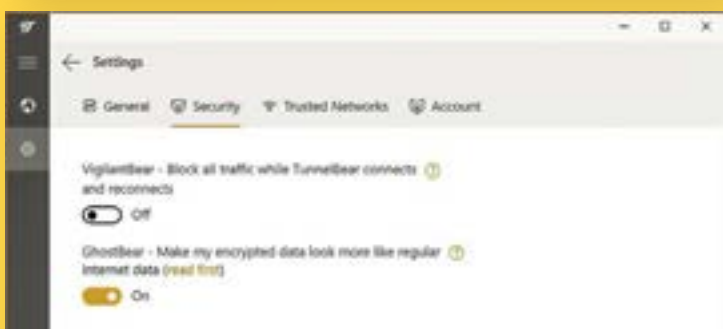 Settings
General Security Trusted Networks Account
VigilantBear - Block all traffic while TunnelBear connects
and reconnects
Off
GhostBear - Make my encrypted data look more like regular
Internet data (read first)
On